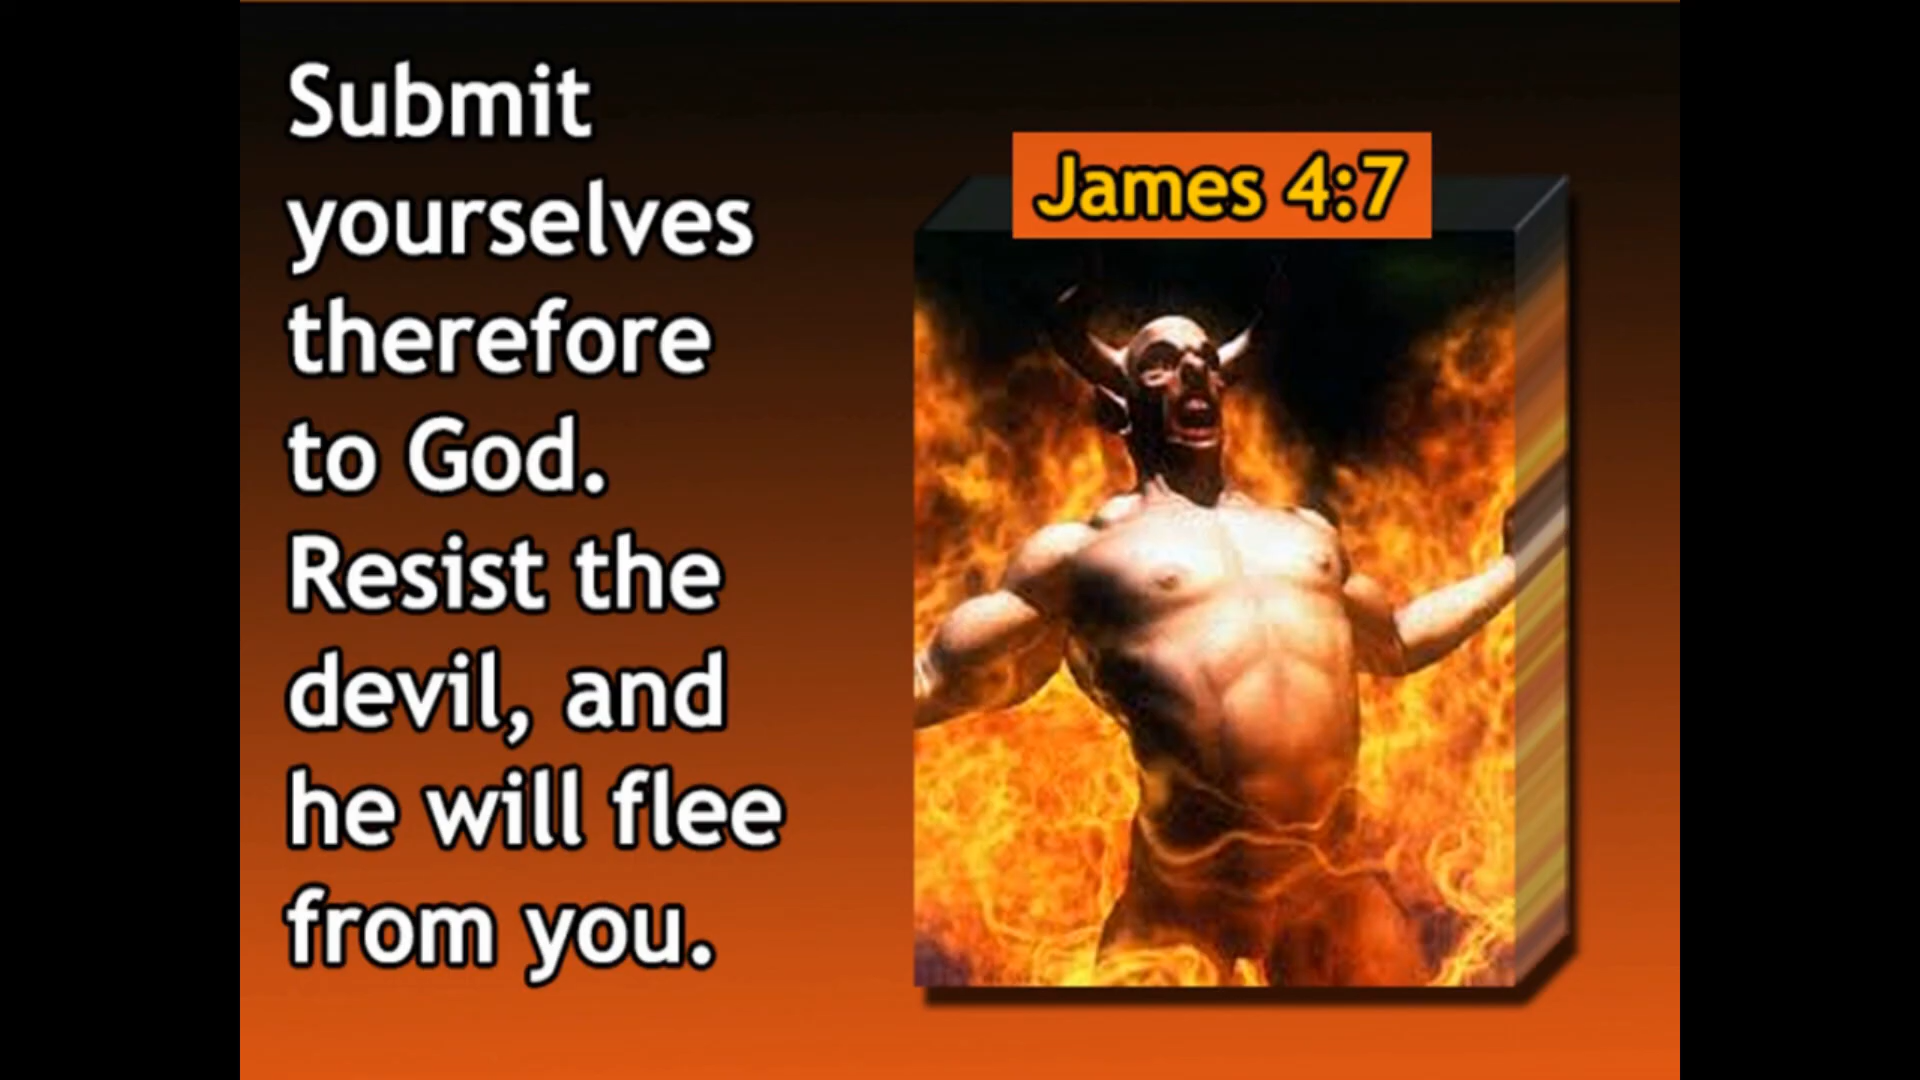 Submit
yourselves
therefore
to God.
Resist the
devil, and
he will flee
from you.
James 4:7